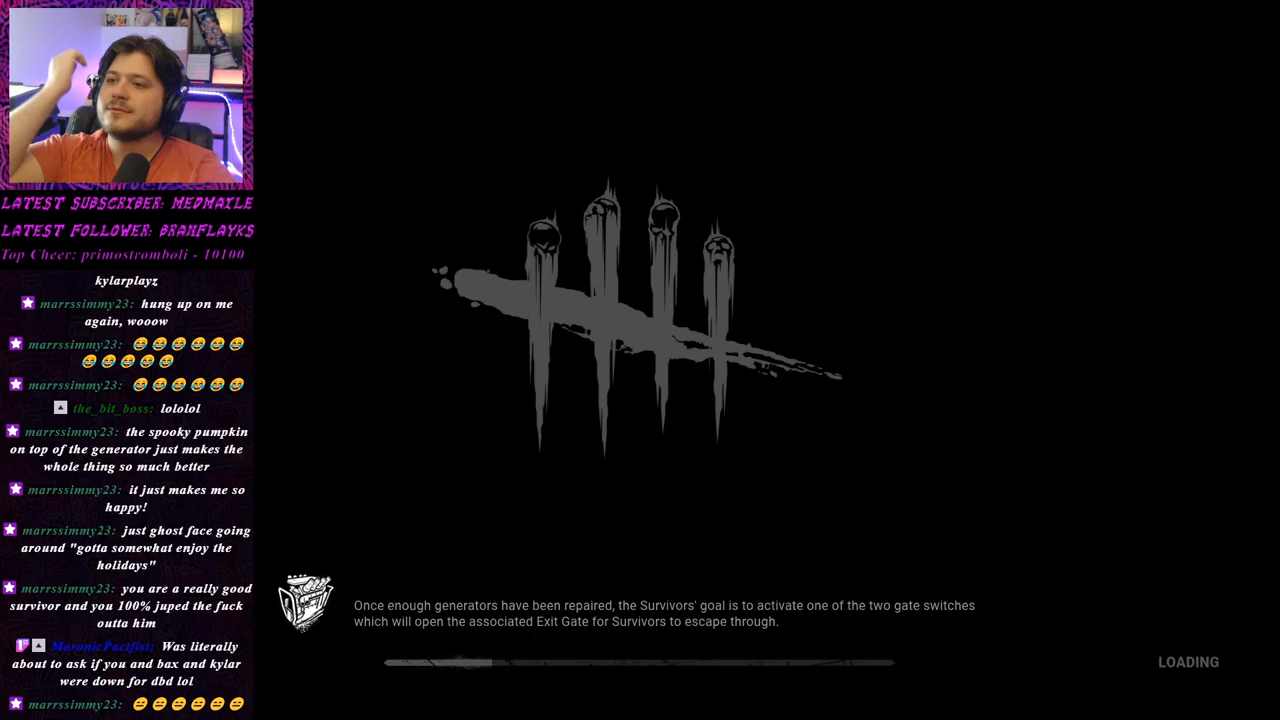 LATEST SUBSCRIBER: MEDMAILE
LATEST FOLLOWER: BRANFLAYKS
Top Cheer: primostromboli - 10100
kylarplayz
marrssimmy23: hung up on me
again, wooow
marrssimmy23: 😂😂😂😂😂😂
😂😂😂😂😂
marrssimmy23: 😂😂😂😂😂😂
the_bit_boss: lololol
marrssimmy23: the spooky pumpkin
on top of the generator just makes the
whole thing so much better
marrssimmy23: it just makes me so
happy!
marrssimmy23: just ghost face going
around "gotta somewhat enjoy the
holidays"
marrssimmy23: you are a really good
survivor and you 100% juped the fuck
outta him
MoronicPacifist: Was literally
about to ask if you and bax and kylar
were down for dbd lol
marrssimmy23: 😑😑😑😑😑😑
Once enough generators have been repaired, the Survivors' goal is to activate one of the two gate switches
which will open the associated Exit Gate for Survivors to escape through.
LOADING